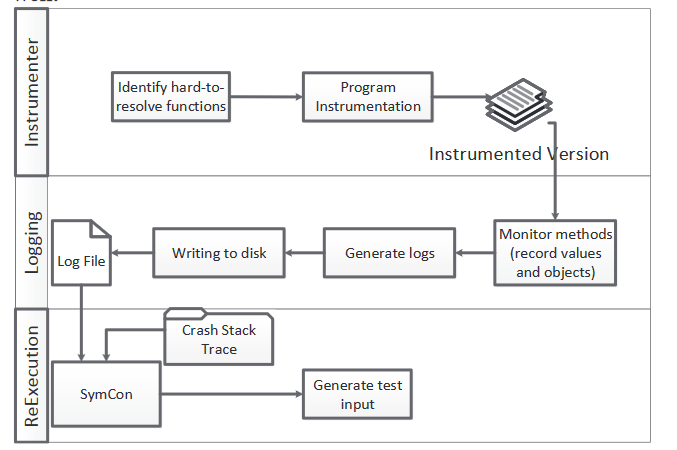 Instrumenter
Identify hard-to-
resolve functions
Program
Instrumentation
Instrumented Version
Logging
Log File
Writing to disk
Generate logs
Monitor methods
(record values
and objects)
ReExecution
Crash Stack
Trace
SymCon
Generate test
input